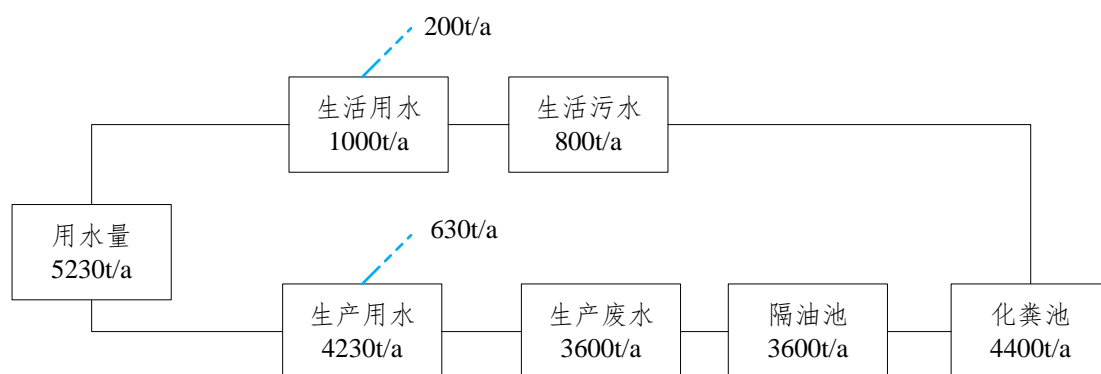 200t/a
生活用水
1000t/a
生活污水
800t/a
用水量
5230t/a
630t/a
生产用水
4230t/a
生产废水
3600t/a
隔油池
3600t/a
化粪池
4400t/a